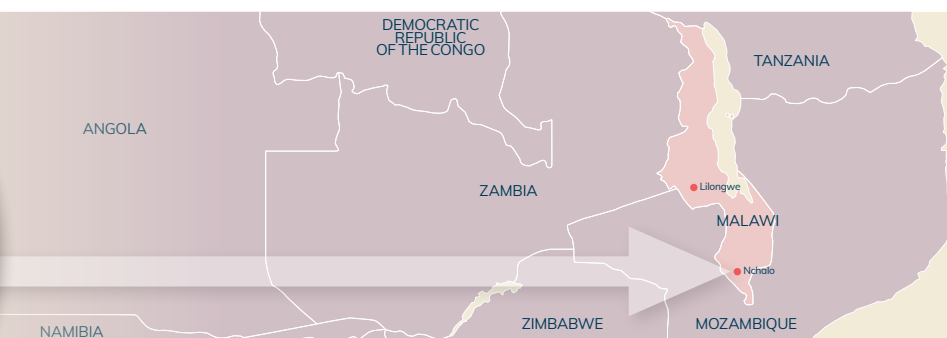 DEMOCRATIC
REPUBLIC
OF THE CONGO
TANZANIA
ANGOLA
ZAMBIA
Lilongwe
MALAWI
Nchalo
NAMIBIA
ZIMBABWE
MOZAMBIQUE